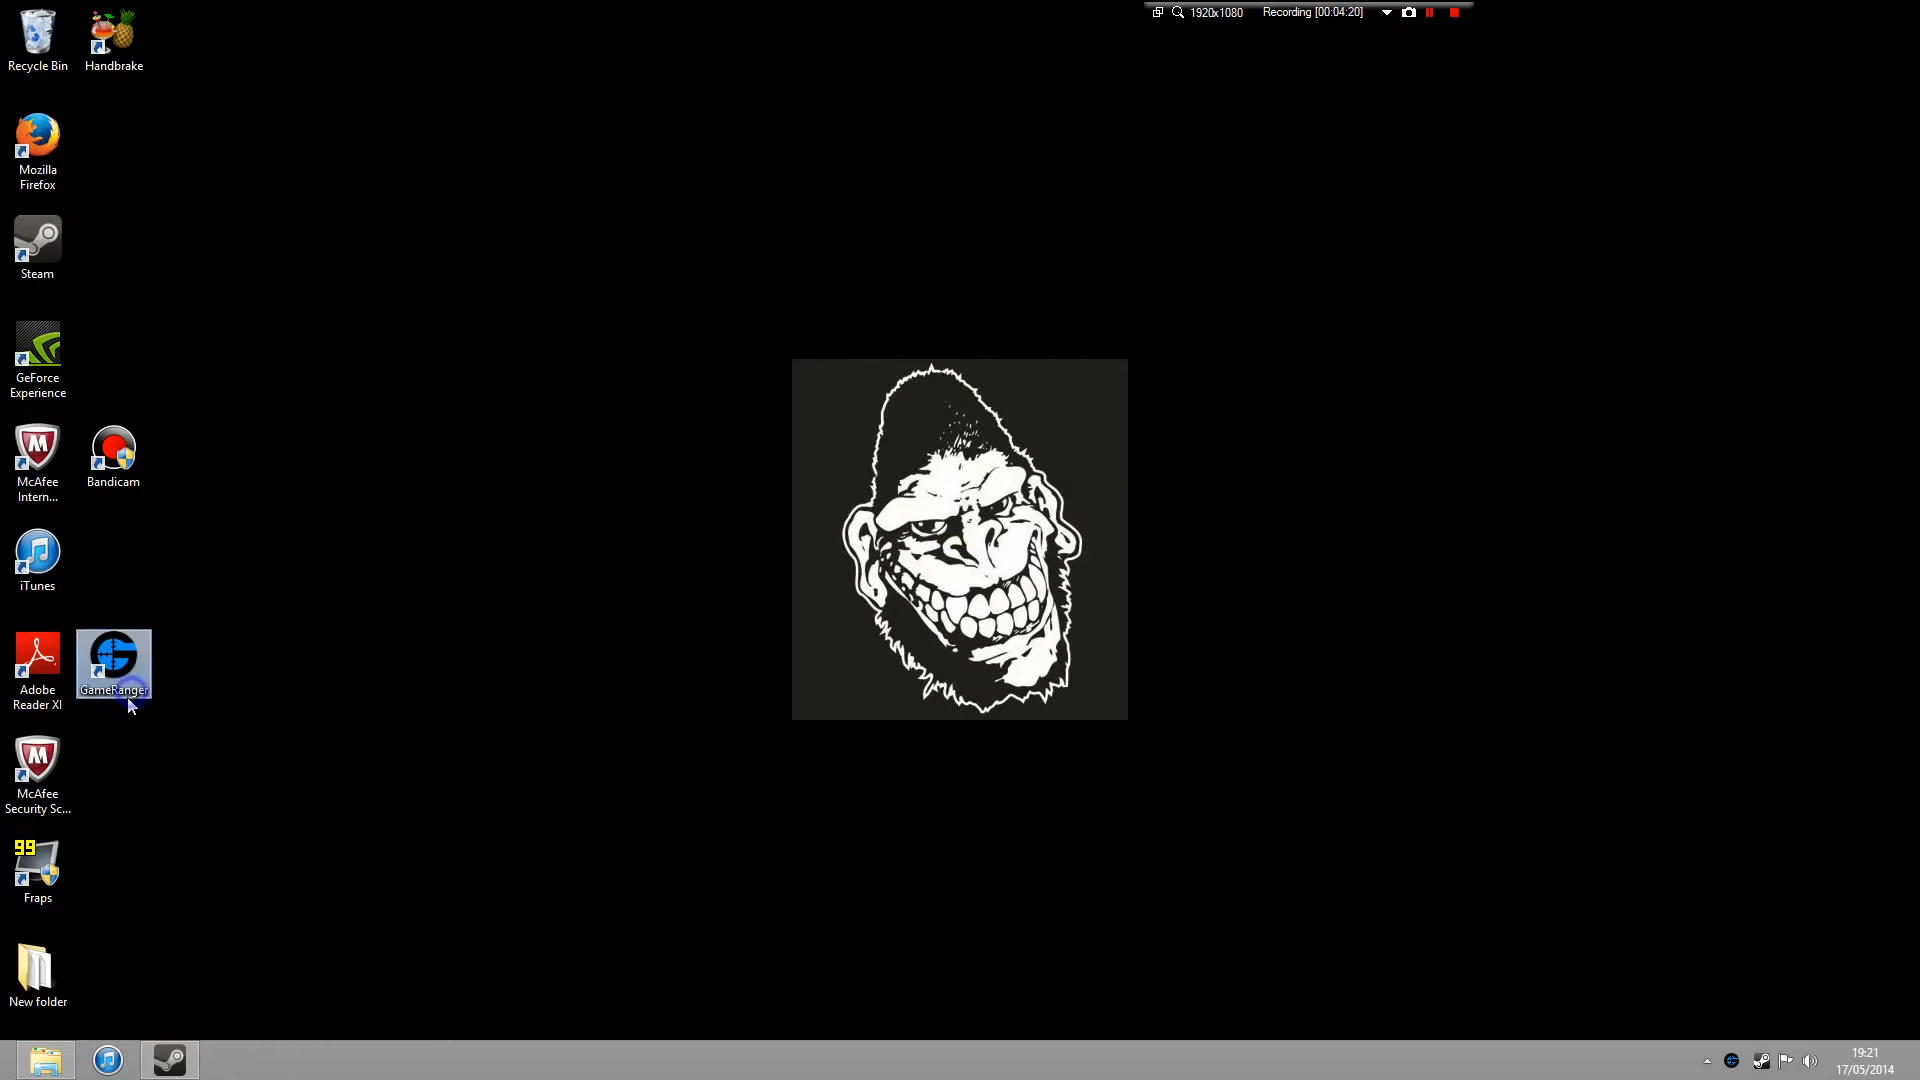 1920x1080 Recording [00:04:20]
Recycle Bin
Handbrake
Mozilla
Firefox
Steam
GeForce
Experience
McAfee
Intern...
Bandicam
iTunes
Adobe
Reader XI
GameRanger
McAfee
Security Sc...
99
Fraps
New folder
19:21
17/05/2014